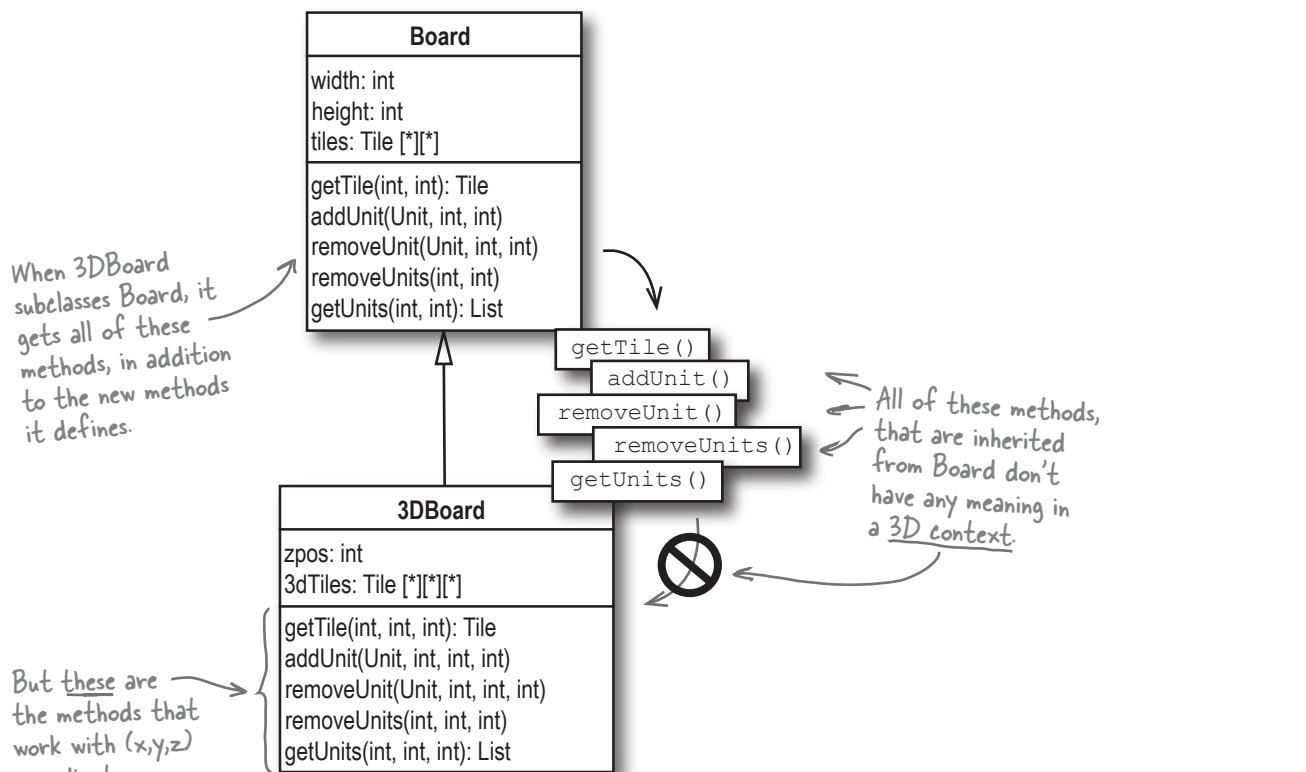 Board
width: int
height: int
tiles: Tile [*][*]
getTile(int, int): Tile
addUnit(Unit, int, int)
removeUnit(Unit, int, int)
removeUnits(int, int)
getUnits(int, int): List
When 3DBoard
subclasses Board, it
gets all of these
methods, in addition
to the new methods
it defines.
getTile()
addUnit()
removeUnit()
removeUnits()
getUnits()
All of these methods,
that are inherited
from Board don't
have any meaning in
a 3D context.
3DBoard
zpos: int
3dTiles: Tile [*][*][*]
getTile(int, int, int): Tile
addUnit(Unit, int, int, int)
removeUnit(Unit, int, int, int)
removeUnits(int, int, int)
getUnits(int, int, int): List
But these are
the methods that
work with (x,y,z)